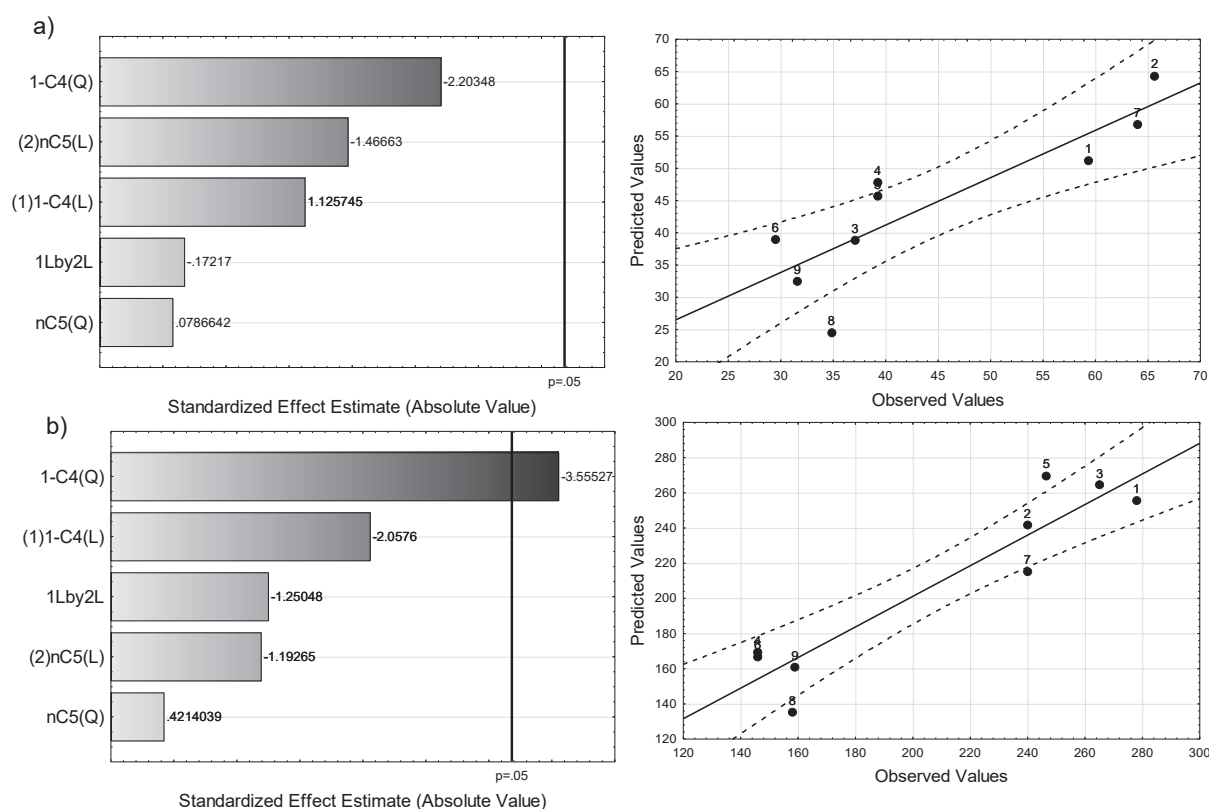 a)
1-C4(Q)
-2.20348
(2)nC5(L)
-1.46663
(1)1-C4(L)
1.125745
1Lby2L
-.17217
nC5(Q)
.0786642
p=.05
Standardized Effect Estimate (Absolute Value)
70
65
60
55
50
45
40
35
30
25
20
Predicted Values
2
7
1
4
5
6
3
9
8
20 25 30 35 40 45 50 55 60 65 70
Observed Values
b)
1-C4(Q)
-3.55527
(1)1-C4(L)
-2.0576
1Lby2L
-1.25048
(2)nC5(L)
-1.19265
nC5(Q)
.4214039
p=.05
Standardized Effect Estimate (Absolute Value)
300
280
260
240
220
200
180
160
140
120
Predicted Values
5
3
1
2
7
4
6
9
8
120 140 160 180 200 220 240 260 280 300
Observed Values